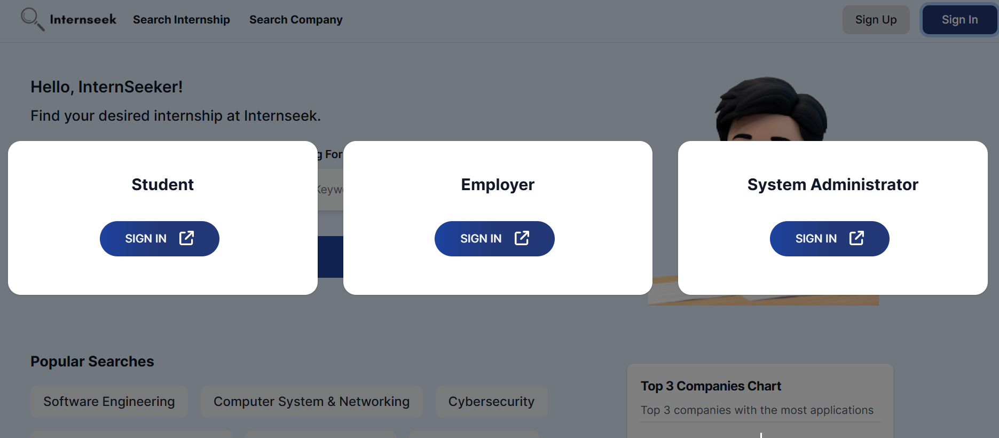 Internseek Search Internship Search Company Sign Up Sign In
Hello, InternSeeker!
Find your desired internship at Internseek.
g For
Student
Employer
System Administrator
SIGN IN
SIGN IN
SIGN IN
Popular Searches
Software Engineering Computer System & Networking Cybersecurity
Top 3 Companies Chart
Top 3 companies with the most applications